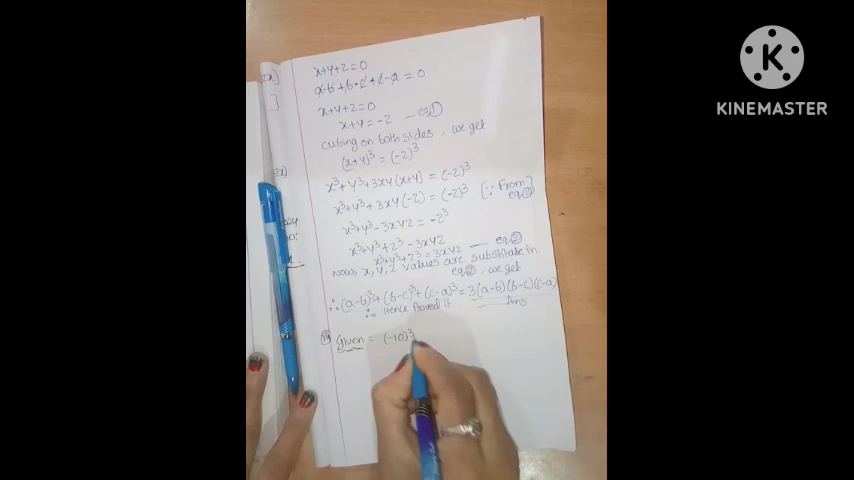 x+y+z=0
a-b+b-c+c-a=0
x+y+z=0
x+y=-z — eq①
cubing on both sides, we get
(x+y)³=(-z)³
x³+y³+3xy(x+y)=(-z)³
x³+y³+3xy(-z)=(-z)³ [∵ From eq①]
x³+y³-3xyz=-z³
x³+y³+z³-3xyz
x³+y³+z³=3xyz — eq②
now, x, y, z values are substitute in
eq②, we get
∴ (a-b)³+(b-c)³+(c-a)³=3(a-b)(b-c)(c-a)
∴ Hence Proved it Ans
Given = (-10)³
2x)
]
2x)
K
KINEMASTER